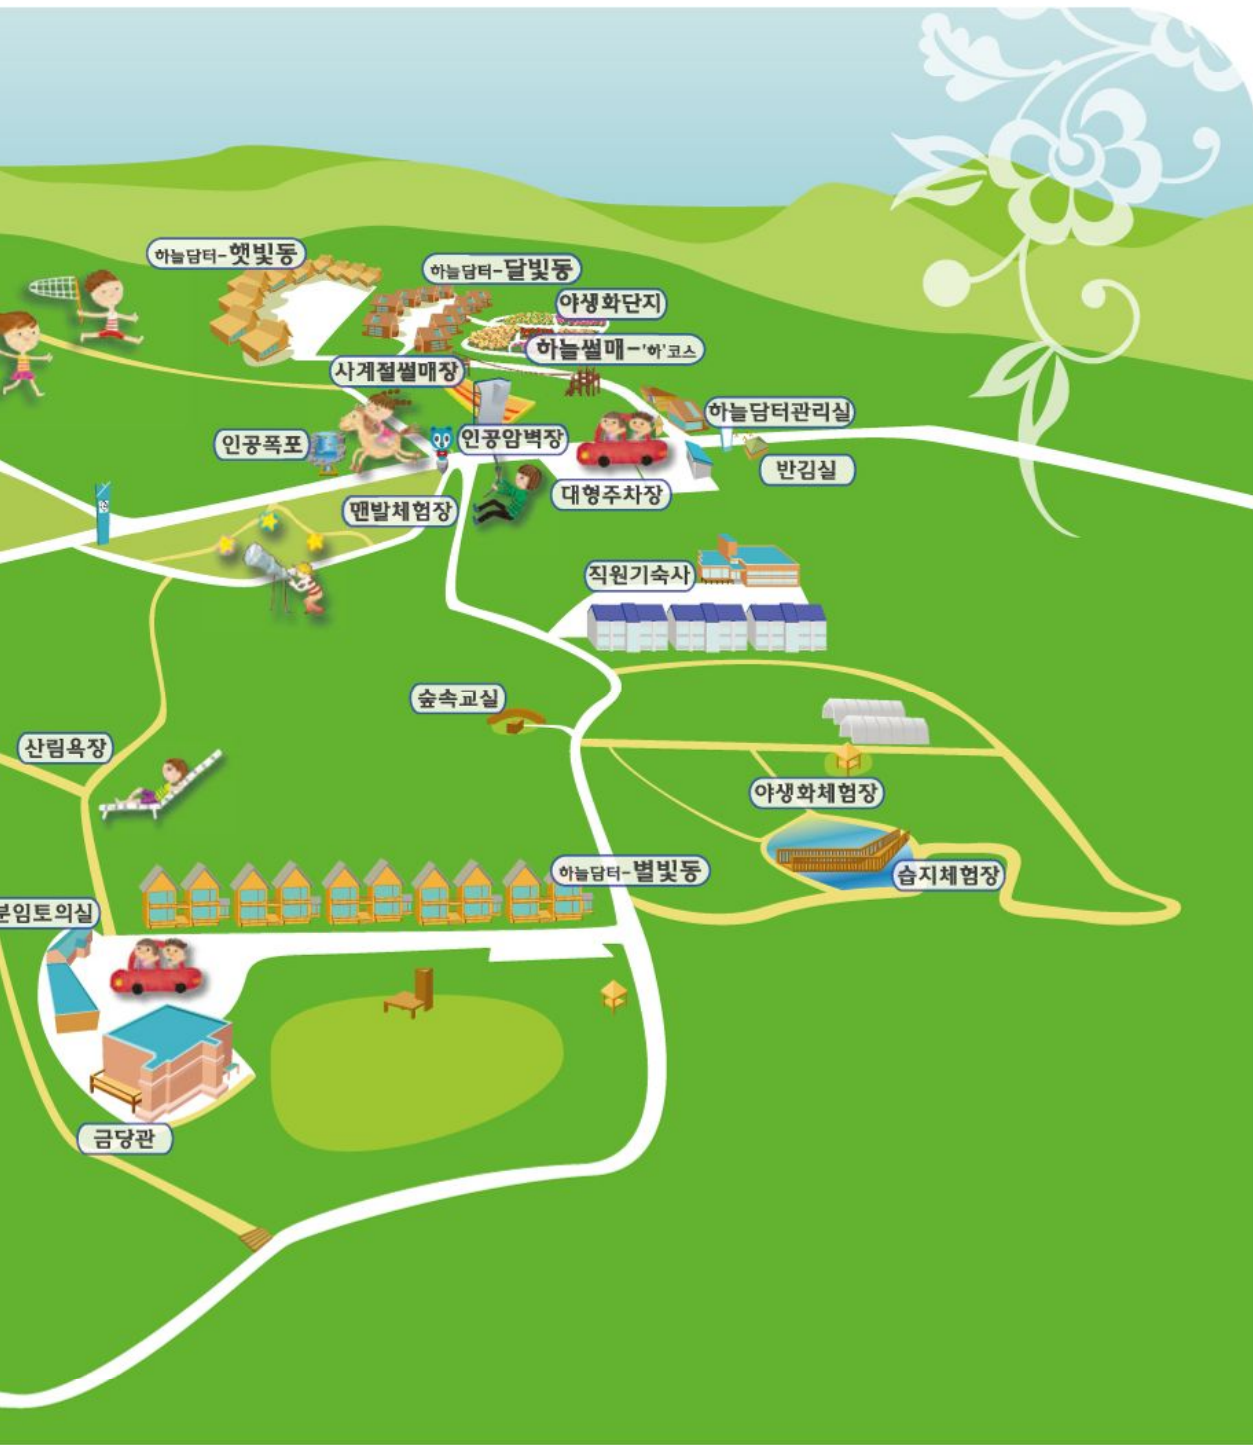 하늘담터-햇빛동
하늘담터-달빛동
야생화단지
하늘썰매-'하'코스
사계절썰매장
하늘담터관리실
인공폭포
인공암벽장
반김실
대형주차장
맨발체험장
직원기숙사
숲속교실
산림욕장
야생화체험장
하늘담터-별빛동
습지체험장
분임토의실
금당관